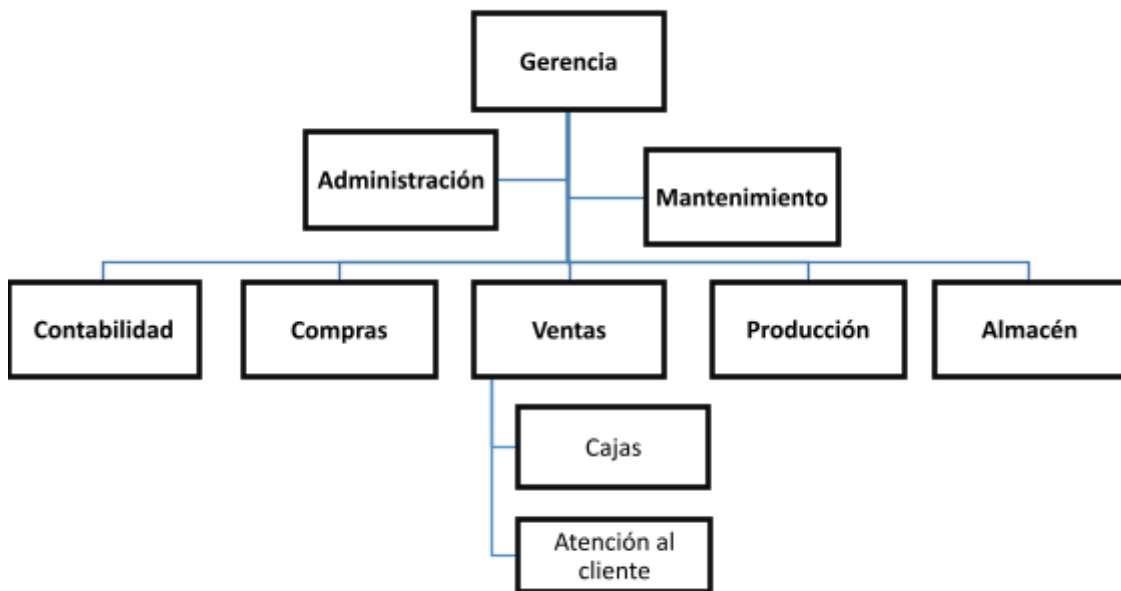 Gerencia
Administración
Mantenimiento
Contabilidad
Compras
Ventas
Producción
Almacén
Cajas
Atención al
cliente